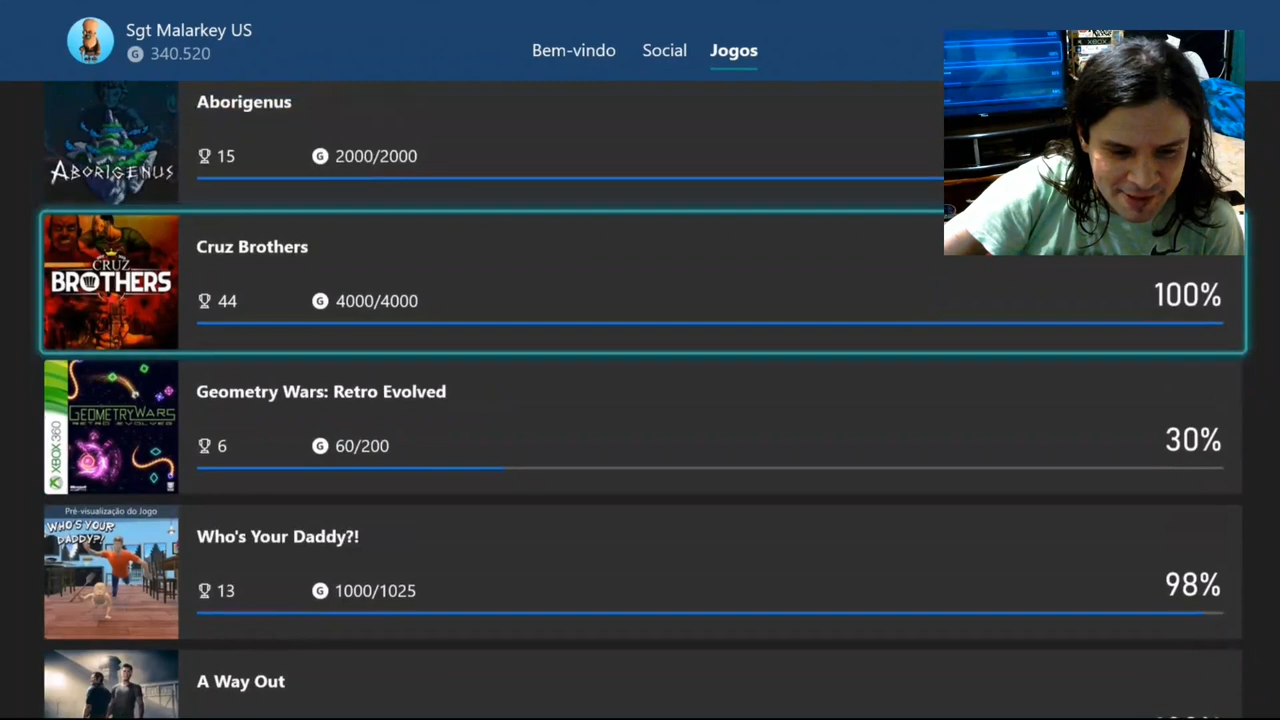 Sgt Malarkey US
G 340.520
Bem-vindo Social Jogos
ABORIGENUS
Aborigenus
15 G 2000/2000
CRUZ
BROTHERS
Cruz Brothers
44 G 4000/4000
100%
XBOX 360
GEOMETRY WARS
RETRO EVOLVED
Geometry Wars: Retro Evolved
6 G 60/200
30%
Pré-visualização do Jogo
WHO'S YOUR
DADDY?!
Who's Your Daddy?!
13 G 1000/1025
98%
A Way Out